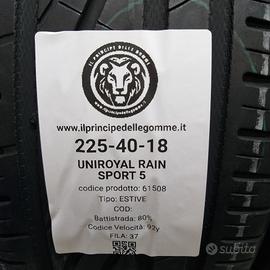 IL PRINCIPE DELLE GOMME
www.ilprincipedellegomme.it
225-40-18
UNIROYAL RAIN
SPORT 5
codice prodotto: 61508
Tipo: ESTIVE
COD:
Battistrada: 80%
Codice Velocità: 92y
FILA: 37
subito